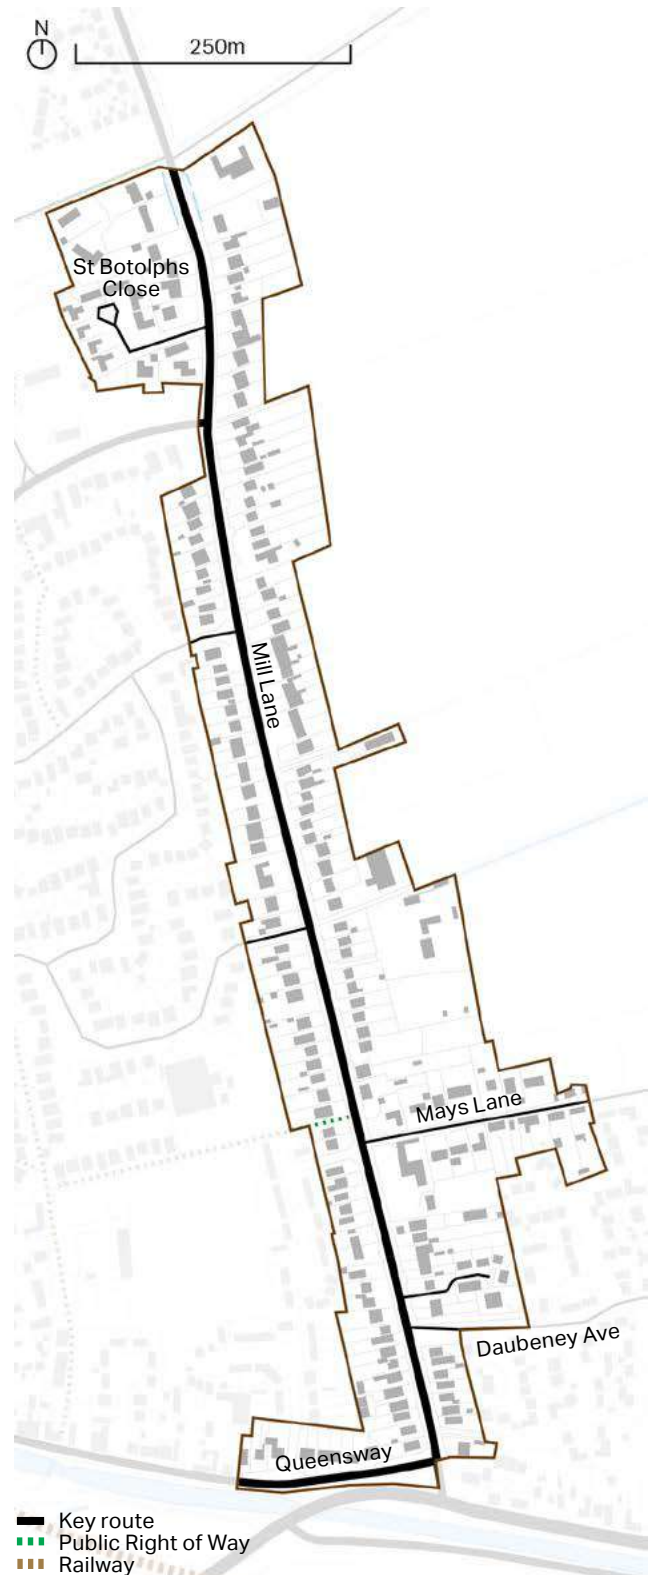 N
250m
St Botolphs
Close
Mill Lane
Mays Lane
Daubeney Ave
Queensway
Key route
Public Right of Way
Railway